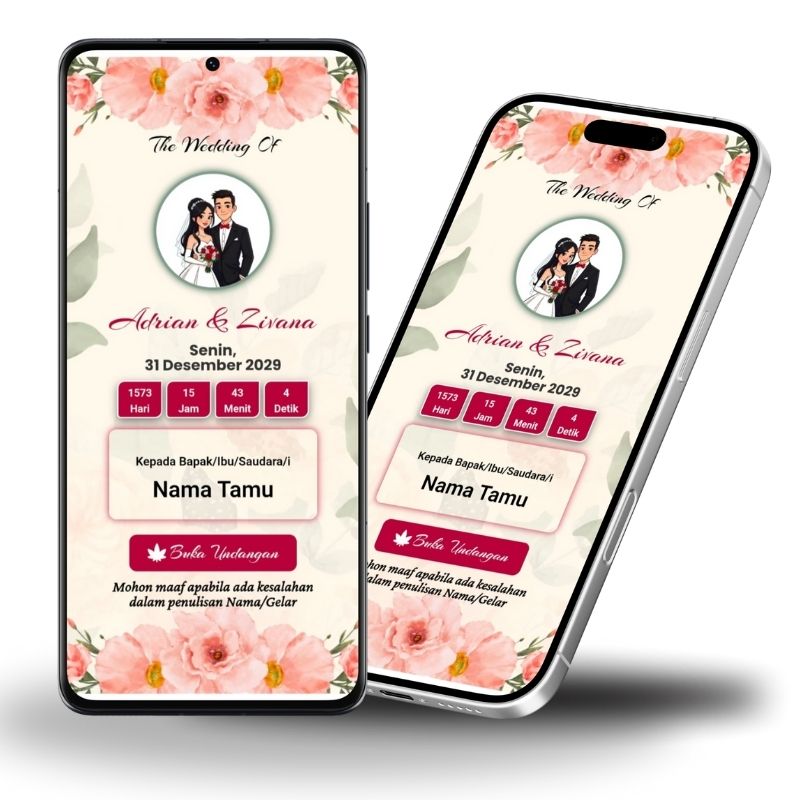 The Wedding Of
Adrian & Zivana
Senin,
31 Desember 2029
1573 15 43 4
Hari Jam Menit Detik
Kepada Bapak/Ibu/Saudara/i
Nama Tamu
Buka Undangan
Mohon maaf apabila ada kesalahan
dalam penulisan Nama/Gelar
The Wedding Of
Adrian & Zivana
Senin,
31 Desember 2029
1573 15 43 4
Hari Jam Menit Detik
Kepada Bapak/Ibu/Saudara/i
Nama Tamu
Buka Undangan
maaf apabila ada kesalahan
dalam penulisan Nama/Gelar